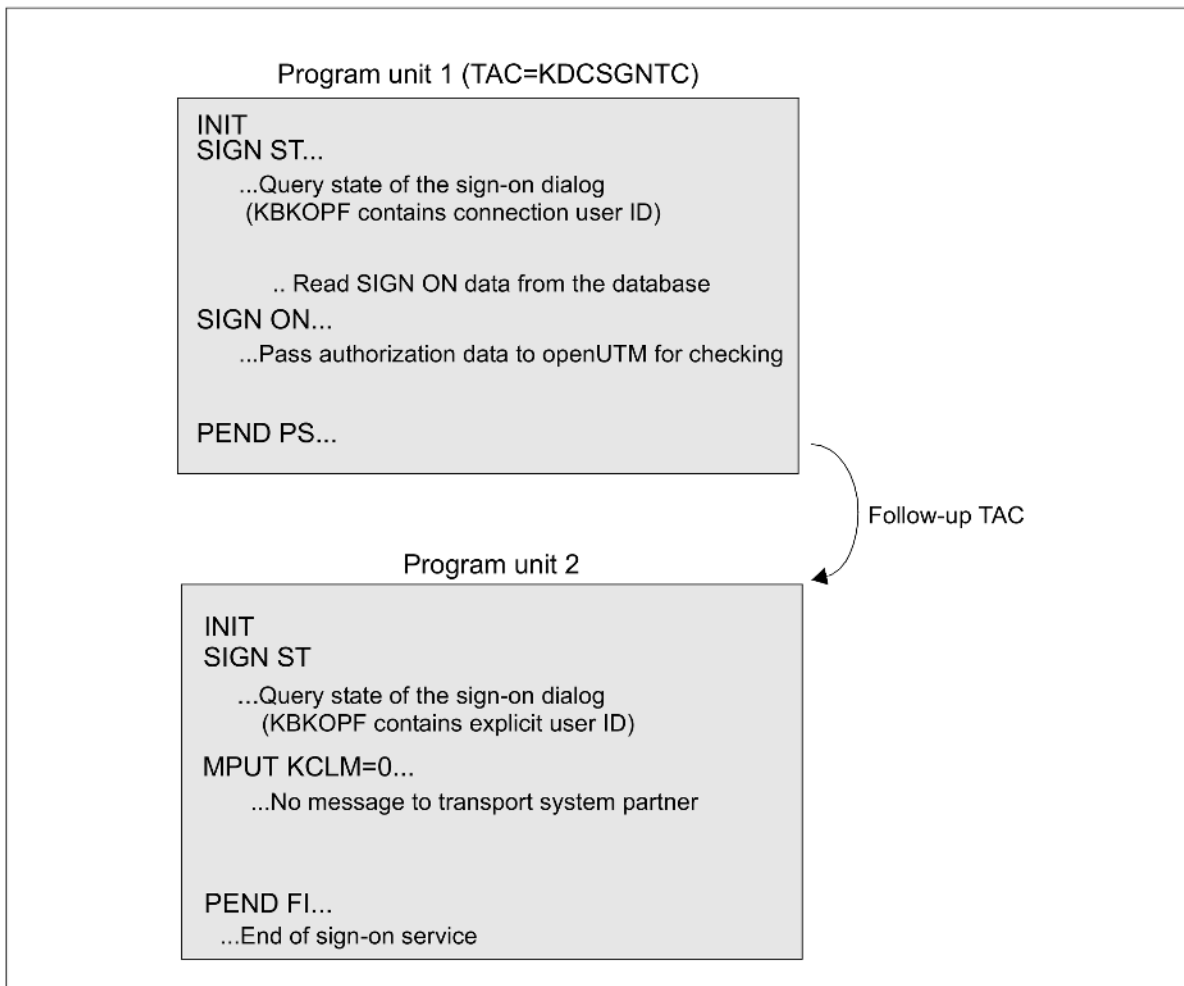 Program unit 1 (TAC=KDCSGNTC)
INIT
SIGN ST...
...Query state of the sign-on dialog
(KBKOPF contains connection user ID)
.. Read SIGN ON data from the database
SIGN ON...
...Pass authorization data to openUTM for checking
PEND PS...
Follow-up TAC
Program unit 2
INIT
SIGN ST
...Query state of the sign-on dialog
(KBKOPF contains explicit user ID)
MPUT KCLM=0...
...No message to transport system partner
PEND FI...
...End of sign-on service